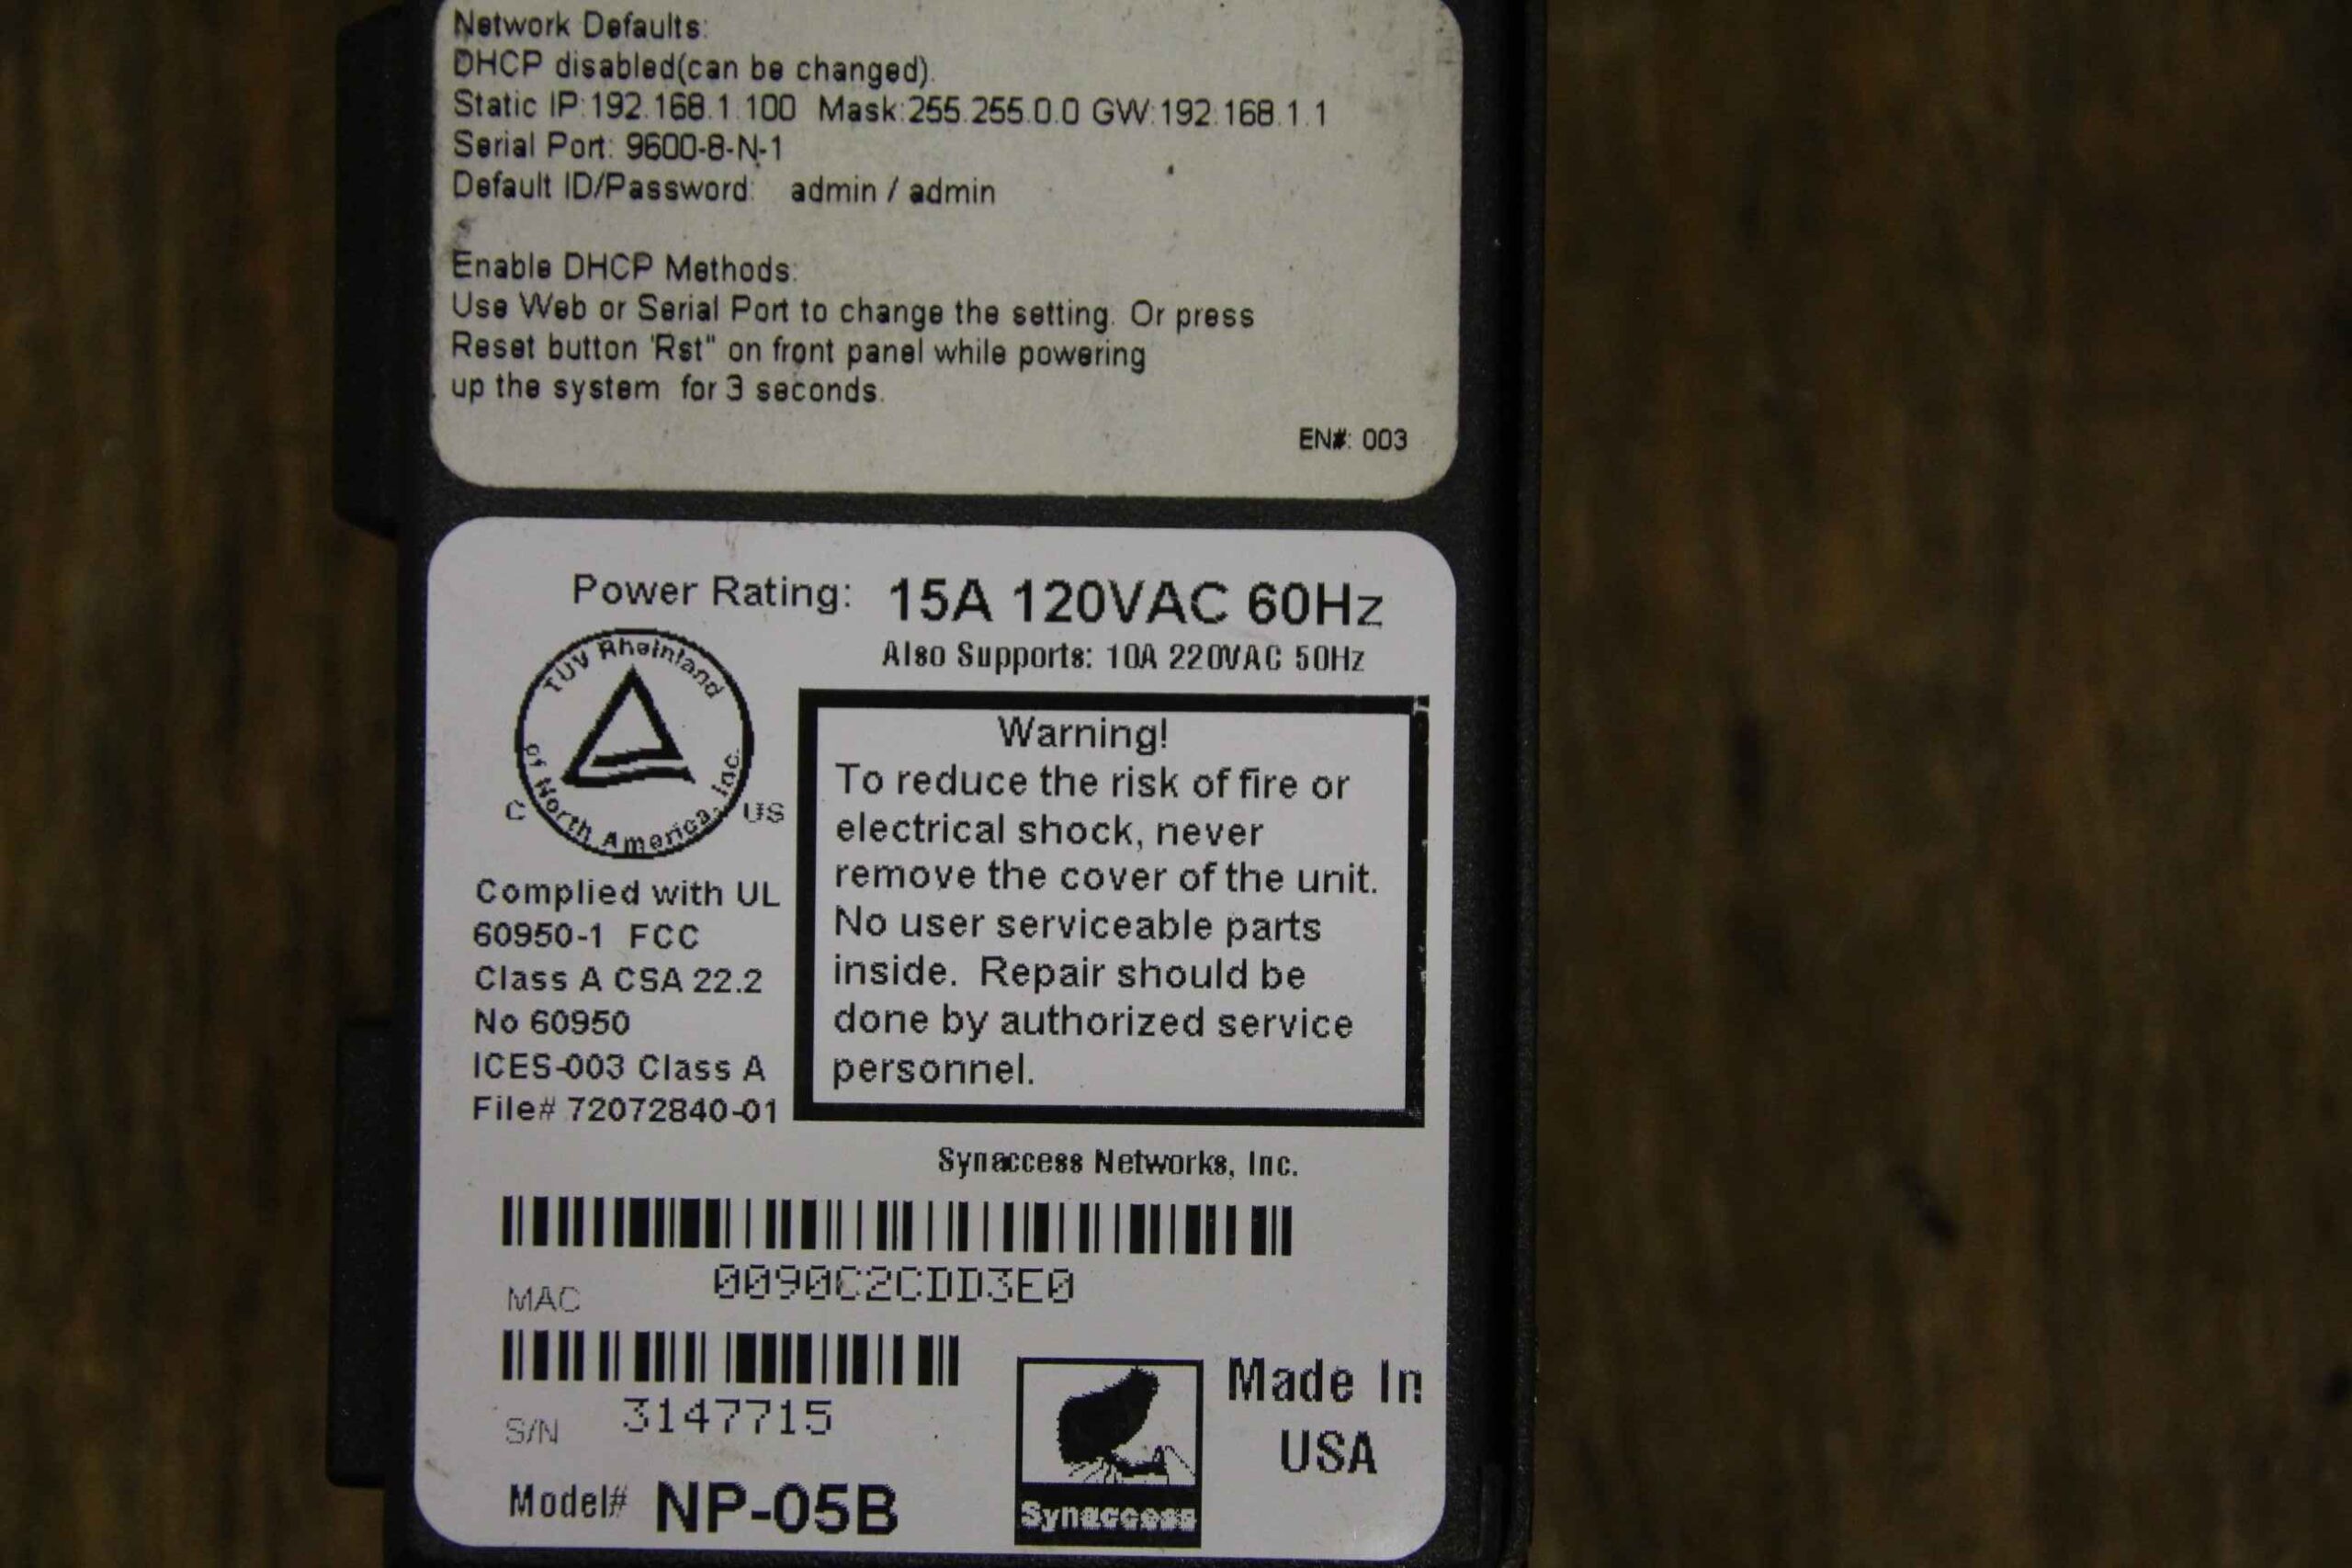 Network Defaults:
DHCP disabled(can be changed).
Static IP:192.168.1.100 Mask:255.255.0.0 GW:192.168.1.1
Serial Port: 9600-8-N-1
Default ID/Password: admin / admin
Enable DHCP Methods:
Use Web or Serial Port to change the setting. Or press
Reset button 'Rst" on front panel while powering
up the system for 3 seconds.
EN#: 003
Power Rating: 15A 120VAC 60Hz
Also Supports: 10A 220VAC 50Hz
TUV Rheinland
of North America, Inc.
C US
Complied with UL
60950-1 FCC
Class A CSA 22.2
No 60950
ICES-003 Class A
File# 72072840-01
Warning!
To reduce the risk of fire or
electrical shock, never
remove the cover of the unit.
No user serviceable parts
inside. Repair should be
done by authorized service
personnel.
Synaccess Networks, Inc.
MAC 0090C2CDD3E0
S/N 3147715
Model# NP-05B
Synaccess
Made In
USA